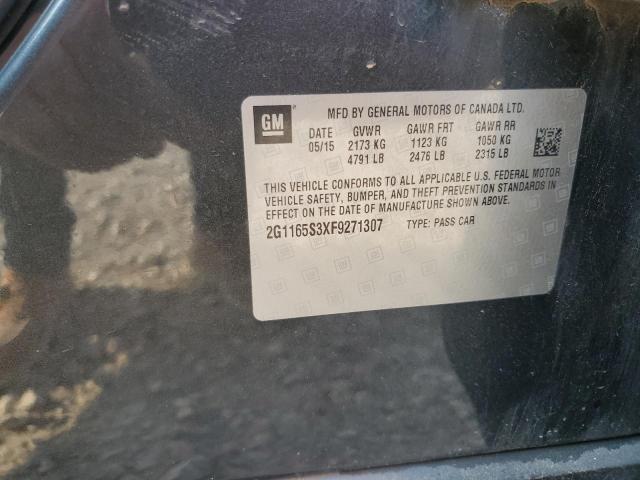 GM
MFD BY GENERAL MOTORS OF CANADA LTD.
DATE GVWR GAWR FRT GAWR RR
05/15 2173 KG 1123 KG 1050 KG
4791 LB 2476 LB 2315 LB
THIS VEHICLE CONFORMS TO ALL APPLICABLE U.S. FEDERAL MOTOR
VEHICLE SAFETY, BUMPER, AND THEFT PREVENTION STANDARDS IN
EFFECT ON THE DATE OF MANUFACTURE SHOWN ABOVE.
2G1165S3XF9271307 TYPE: PASS CAR